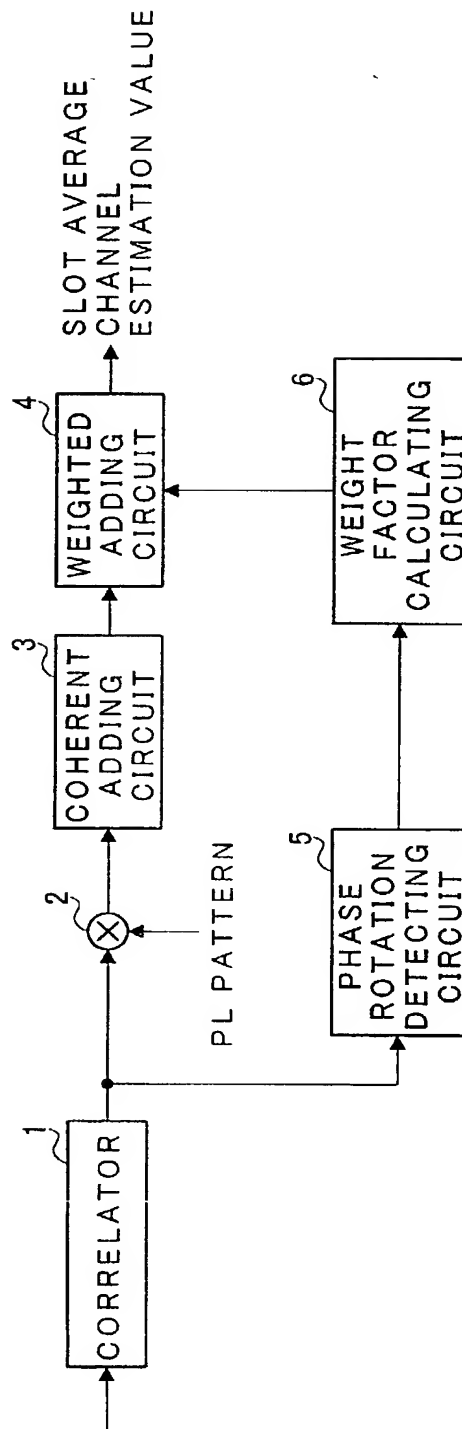 1
CORRELATOR
2
PL PATTERN
3
COHERENT
ADDING
CIRCUIT
4
WEIGHTED
ADDING
CIRCUIT
SLOT AVERAGE
CHANNEL
ESTIMATION VALUE
5
PHASE
ROTATION
DETECTING
CIRCUIT
6
WEIGHT
FACTOR
CALCULATING
CIRCUIT